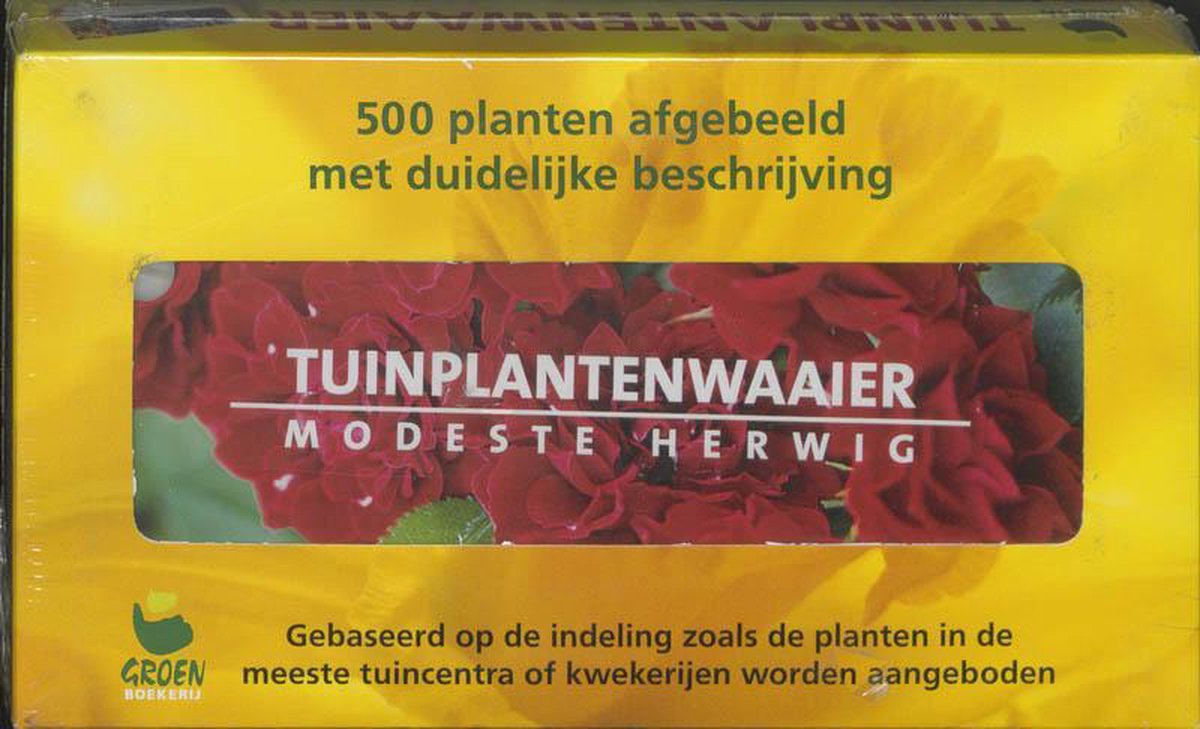 TUINPLANTENWAAIER
500 planten afgebeeld
met duidelijke beschrijving
TUINPLANTENWAAIER
MODESTE HERWIG
Gebaseerd op de indeling zoals de planten in de
meeste tuincentra of kwekerijen worden aangeboden
GROEN
BOEKERIJ